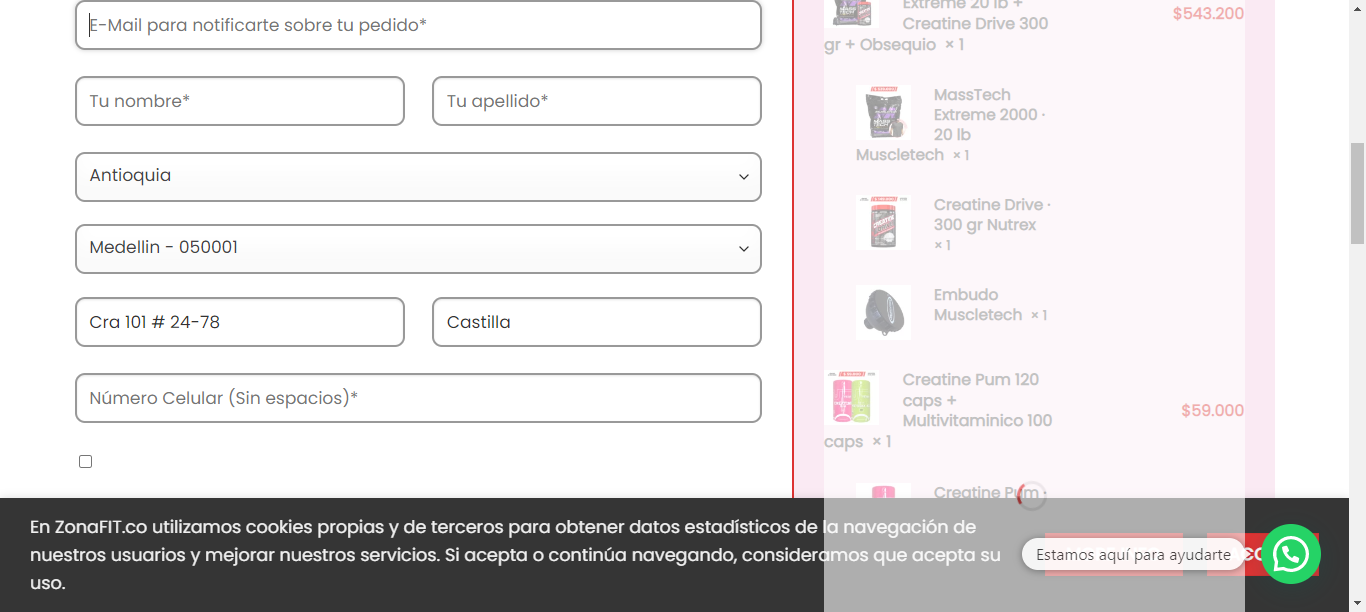 E-Mail para notificarte sobre tu pedido*
Tu nombre*
Tu apellido*
Antioquia
Medellin - 050001
Cra 101 # 24-78
Castilla
Número Celular (Sin espacios)*
Extreme 20 lb +
Creatine Drive 300
gr + Obsequio × 1
$543.200
MassTech
Extreme 2000 ·
20 lb
Muscletech × 1
Creatine Drive ·
300 gr Nutrex
× 1
Embudo
Muscletech × 1
Creatine Pum 120
caps +
Multivitaminico 100
caps × 1
$59.000
Creatine Pum ·
En ZonaFIT.co utilizamos cookies propias y de terceros para obtener datos estadísticos de la navegación de
nuestros usuarios y mejorar nuestros servicios. Si acepta o continúa navegando, consideramos que acepta su
uso.
Estamos aquí para ayudarte